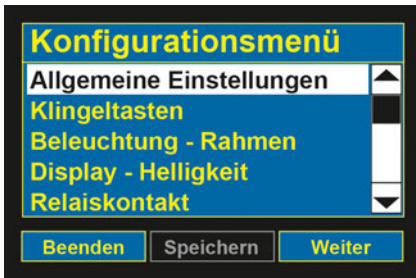 Konfigurationsmenü
Allgemeine Einstellungen
Klingeltasten
Beleuchtung - Rahmen
Display - Helligkeit
Relaiskontakt
Beenden Speichern Weiter